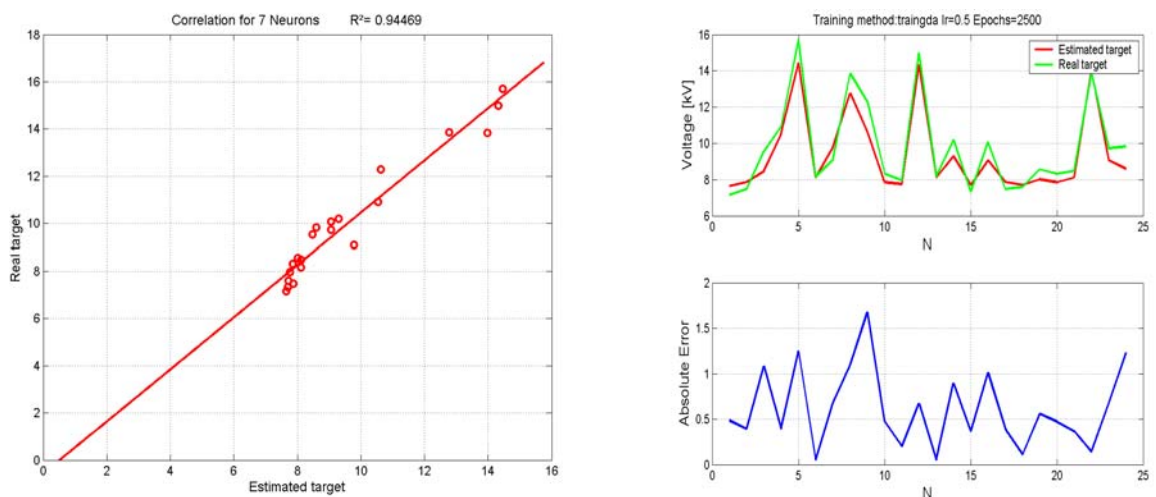 Correlation for 7 Neurons R²= 0.94469
18
16
14
12
10
8
6
4
2
0
Real target
0 2 4 6 8 10 12 14 16
Estimated target
Training method:traingda lr=0.5 Epochs=2500
16
14
12
10
8
6
Voltage [kV]
Estimated target
Real target
0 5 10 15 20 25
N
2
1.5
1
0.5
0
Absolute Error
0 5 10 15 20 25
N